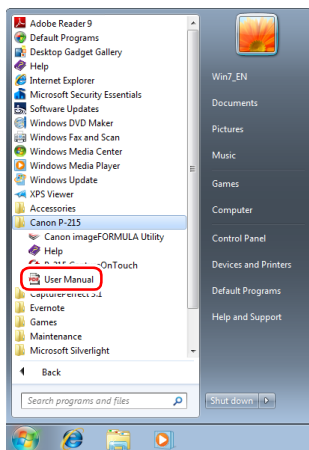 Adobe Reader 9
Default Programs
Desktop Gadget Gallery
Help
Internet Explorer
Microsoft Security Essentials
Software Updates
Windows DVD Maker
Windows Fax and Scan
Windows Media Center
Windows Media Player
Windows Update
XPS Viewer
Accessories
Canon P-215
Canon imageFORMULA Utility
Help
P-215 CaptureOnTouch
User Manual
CapturePerfect 3.1
Evernote
Games
Maintenance
Microsoft Silverlight
Back
Search programs and files
Win7_EN
Documents
Pictures
Music
Games
Computer
Control Panel
Devices and Printers
Default Programs
Help and Support
Shut down